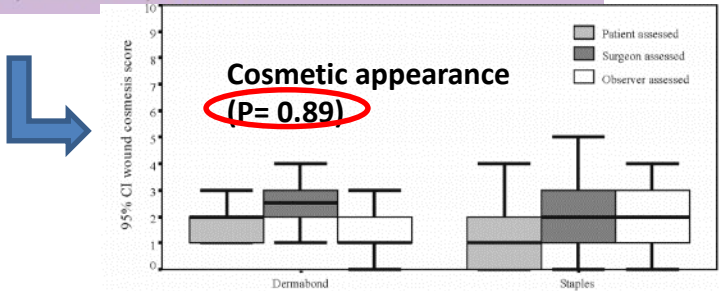 Patient assessed
Surgeon assessed
Observer assessed
Cosmetic appearance
(P= 0.89)
95% CI wound cosmesis score
10
9
8
7
6
5
4
3
2
1
0
Dermabond
Staples